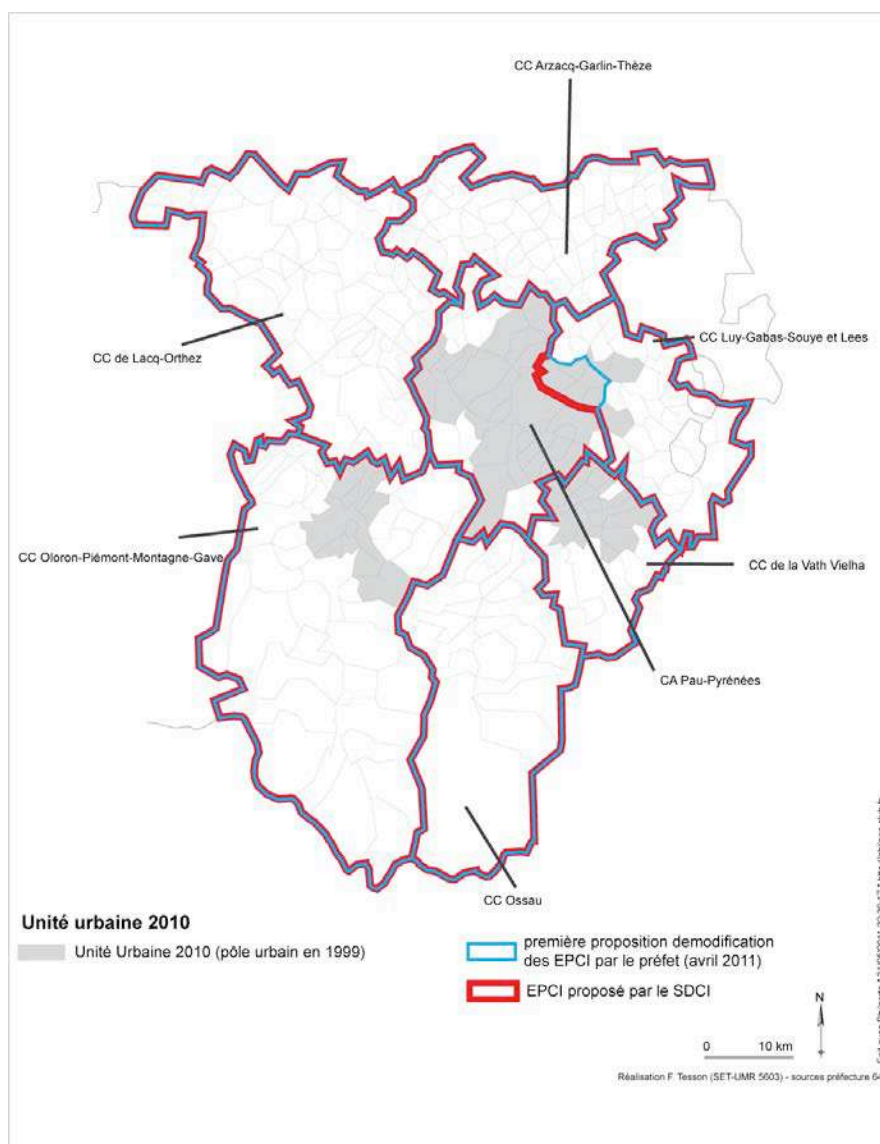 CC Arzacq-Garlin-Thèze
CC Luy-Gabas-Souye et Lees
CC de Lacq-Orthez
CC Oloron-Piémont-Montagne-Gave
CC de la Vath Vielha
CA Pau-Pyrénées
CC Ossau
Unité urbaine 2010
Unité Urbaine 2010 (pôle urbain en 1999)
première proposition demodification
des EPCI par le préfet (avril 2011)
EPCI proposé par le SDCI
N
0 10 km
Réalisation F. Tesson (SET-UMR 5603) - sources préfecture 64